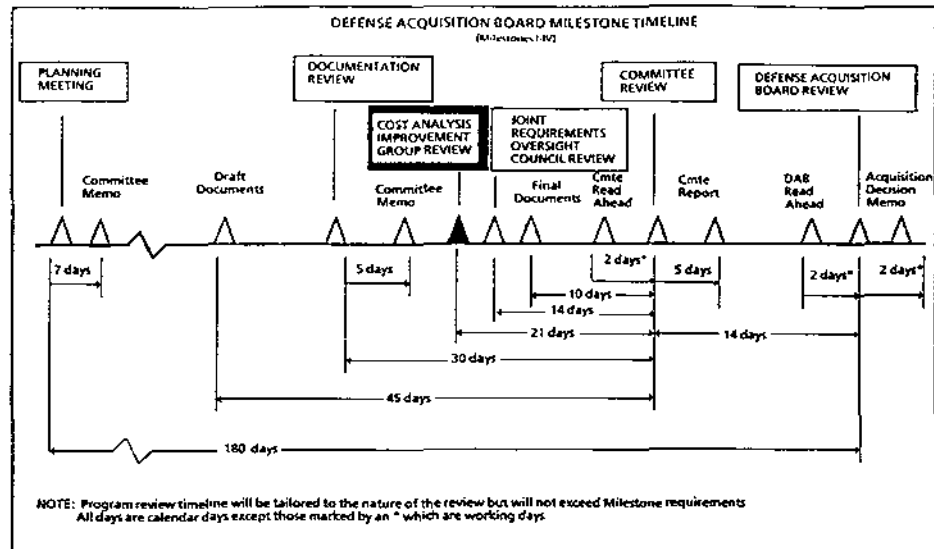 DEFENSE ACQUISITION BOARD MILESTONE TIMELINE
(Milestones I-IV)
PLANNING
MEETING
DOCUMENTATION
REVIEW
COMMITTEE
REVIEW
DEFENSE ACQUISITION
BOARD REVIEW
COST ANALYSIS
IMPROVEMENT
GROUP REVIEW
JOINT
REQUIREMENTS
OVERSIGHT
COUNCIL REVIEW
Committee
Memo
Draft
Documents
Committee
Memo
Final
Documents
Cmte
Read
Ahead
Cmte
Report
DAB
Read
Ahead
Acquisition
Decision
Memo
7 days
5 days
2 days*
5 days
2 days*
2 days*
10 days
14 days
21 days
14 days
30 days
45 days
180 days
NOTE: Program review timeline will be tailored to the nature of the review but will not exceed Milestone requirements
All days are calendar days except those marked by an * which are working days